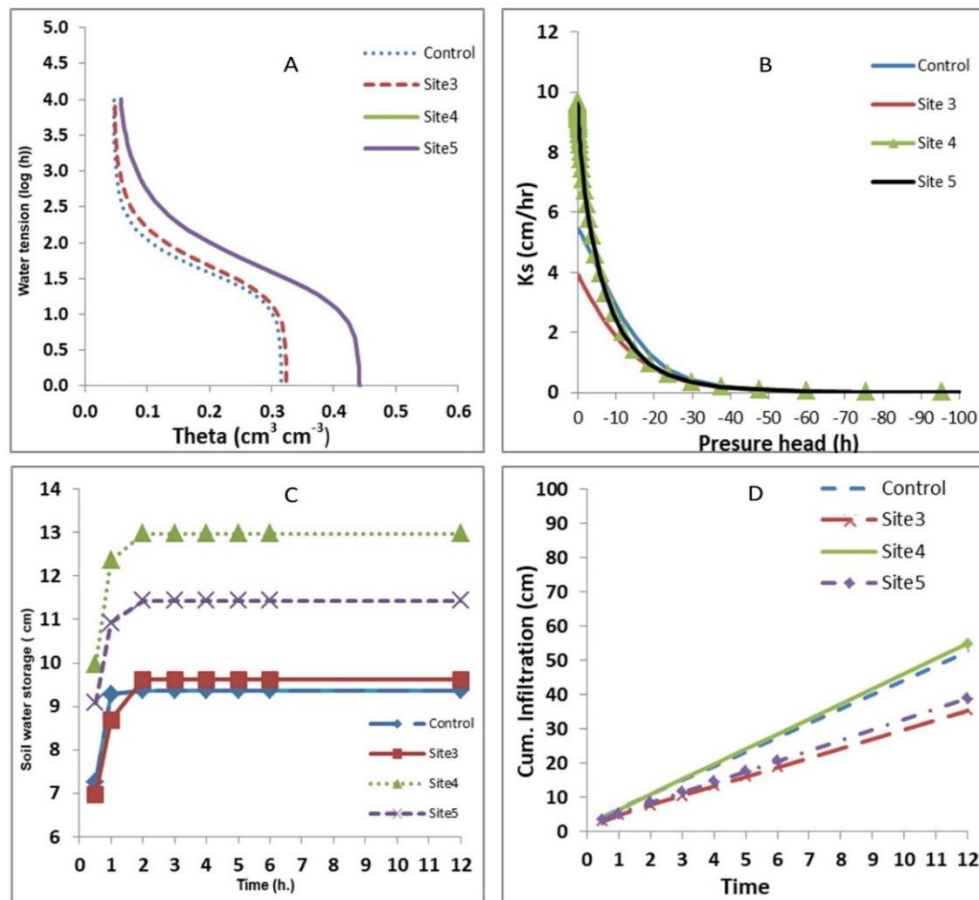 A
5.0
4.5
4.0
3.5
3.0
2.5
2.0
1.5
1.0
0.5
0.0
Water tension (log (h))
0.0 0.1 0.2 0.3 0.4 0.5 0.6
Theta (cm³ cm⁻³)
Control
Site3
Site4
Site5
B
12
10
8
6
4
2
0
Ks (cm/hr)
0 -10 -20 -30 -40 -50 -60 -70 -80 -90 -100
Presure head (h)
Control
Site 3
Site 4
Site 5
C
14
13
12
11
10
9
8
7
6
Soil water storage ( cm)
0 1 2 3 4 5 6 7 8 9 10 11 12
Time (h.)
Control
Site3
Site4
Site5
D
100
90
80
70
60
50
40
30
20
10
0
Cum. Infiltration (cm)
0 1 2 3 4 5 6 7 8 9 10 11 12
Time
Control
Site3
Site4
Site5